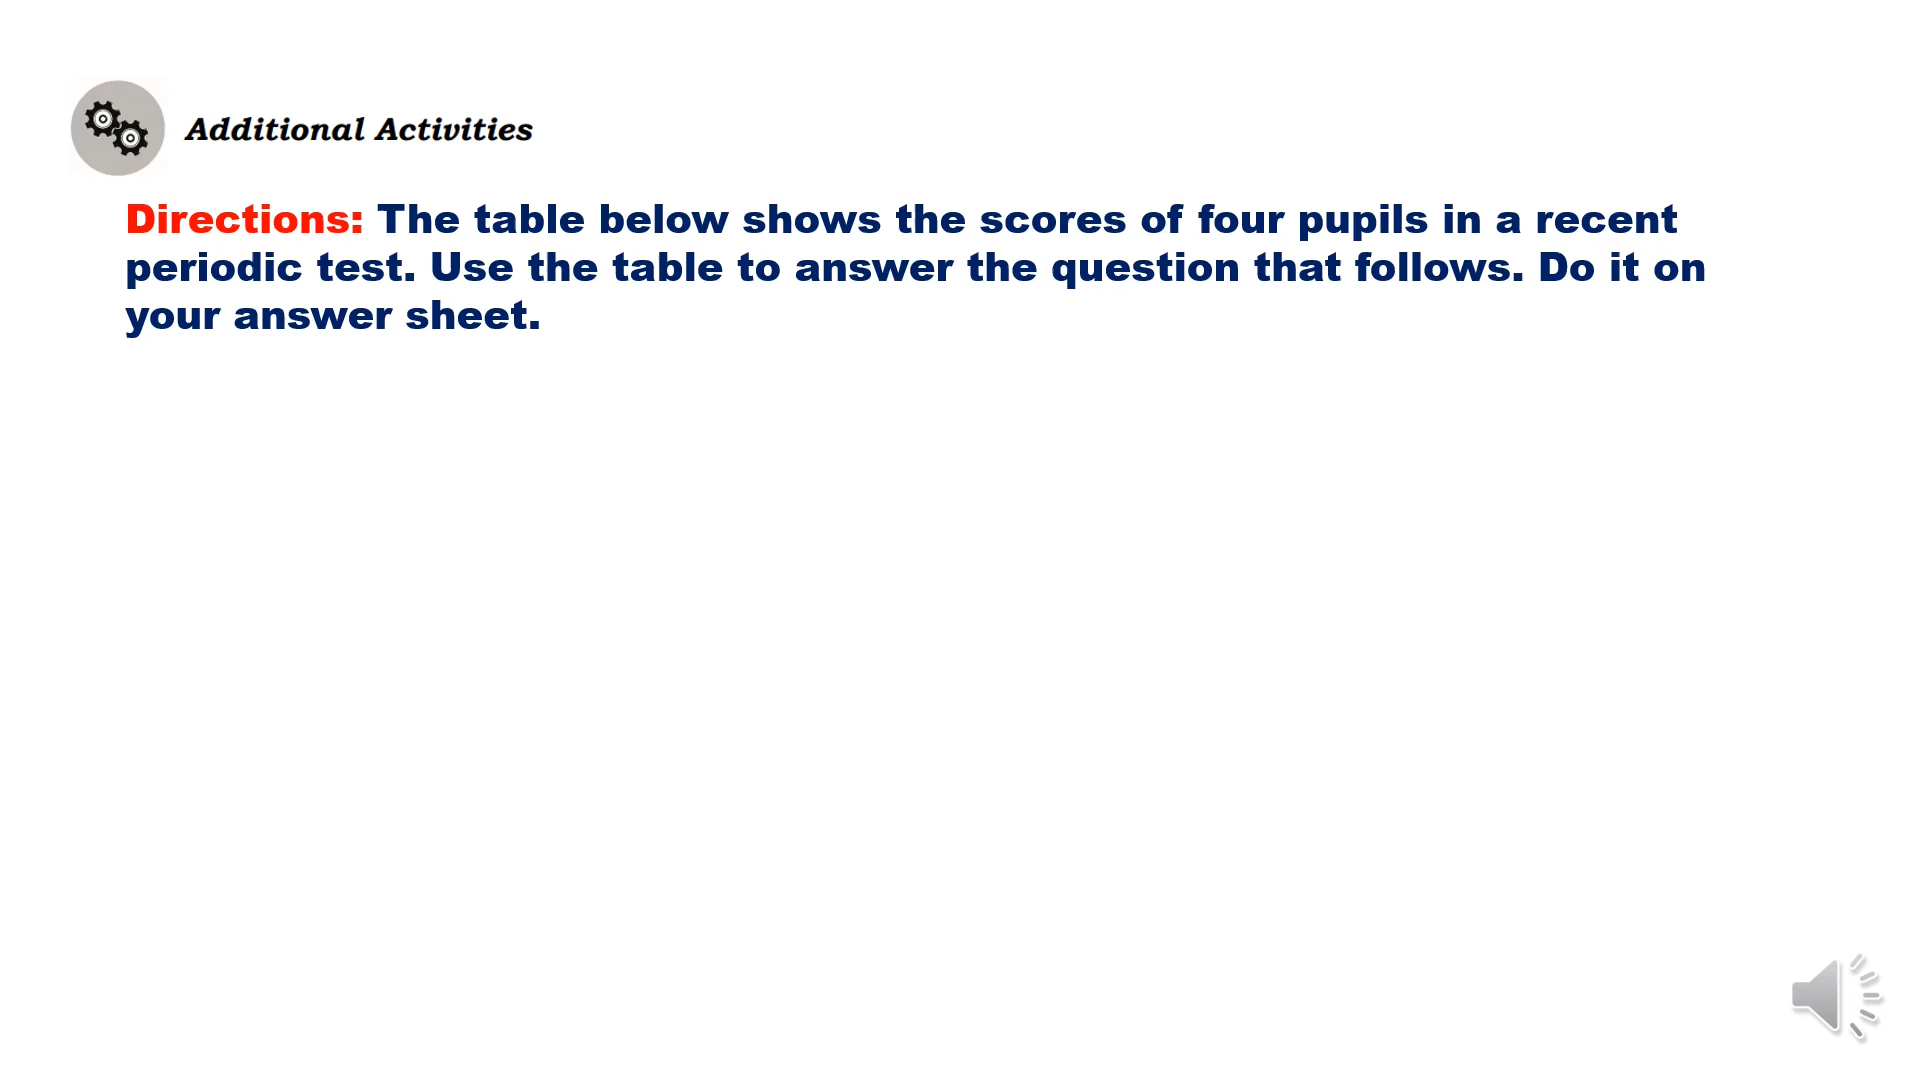 Additional Activities
Directions: The table below shows the scores of four pupils in a recent
periodic test. Use the table to answer the question that follows. Do it on
your answer sheet.